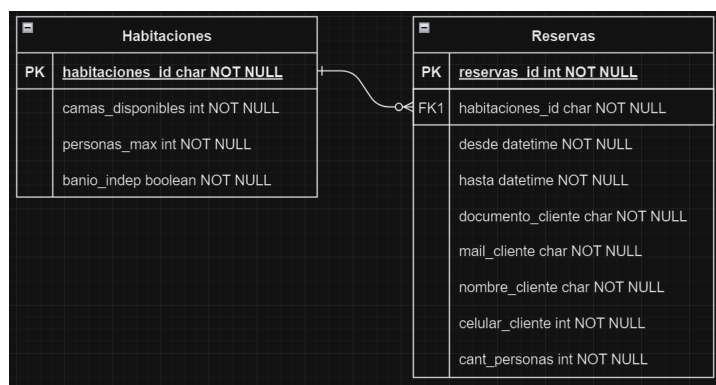 Habitaciones
PK habitaciones_id char NOT NULL
camas_disponibles int NOT NULL
personas_max int NOT NULL
banio_indep boolean NOT NULL
Reservas
PK reservas_id int NOT NULL
FK1 habitaciones_id char NOT NULL
desde datetime NOT NULL
hasta datetime NOT NULL
documento_cliente char NOT NULL
mail_cliente char NOT NULL
nombre_cliente char NOT NULL
celular_cliente int NOT NULL
cant_personas int NOT NULL